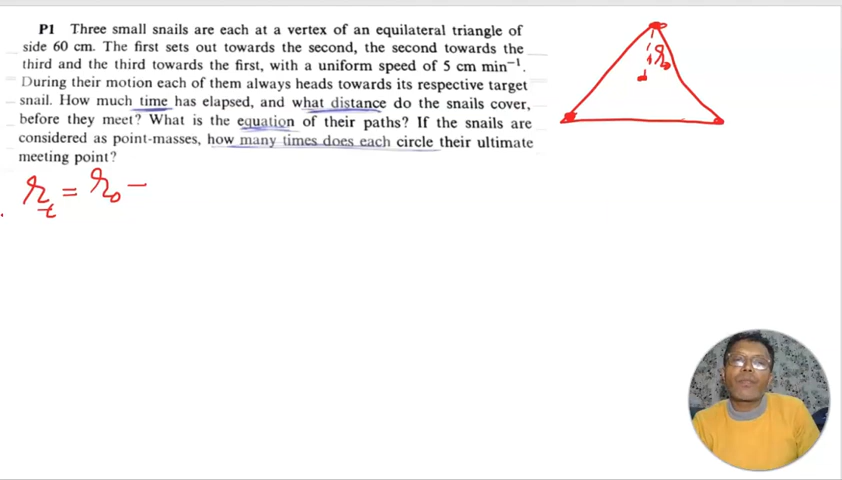 P1 Three small snails are each at a vertex of an equilateral triangle of
side 60 cm. The first sets out towards the second, the second towards the
third and the third towards the first, with a uniform speed of 5 cm min⁻¹.
During their motion each of them always heads towards its respective target
snail. How much time has elapsed, and what distance do the snails cover,
before they meet? What is the equation of their paths? If the snails are
considered as point-masses, how many times does each circle their ultimate
meeting point?
r₀
r_t = r₀ −